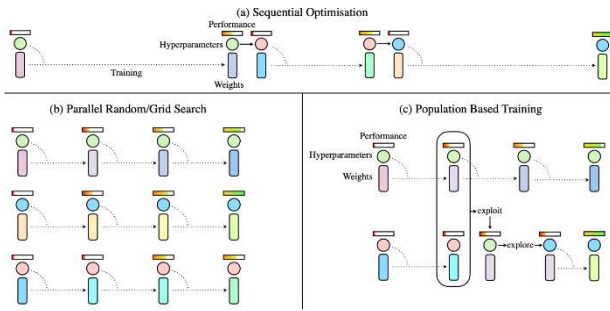 (a) Sequential Optimisation
Performance
Hyperparameters
Training
Weights
(b) Parallel Random/Grid Search
(c) Population Based Training
Performance
Hyperparameters
Weights
exploit
explore